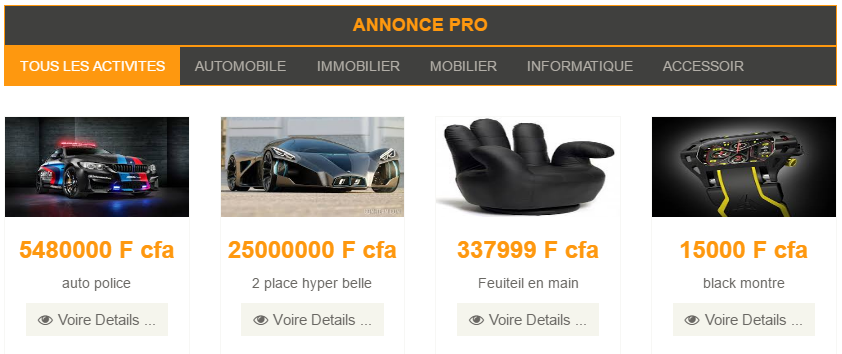 ANNONCE PRO
TOUS LES ACTIVITES AUTOMOBILE IMMOBILIER MOBILIER INFORMATIQUE ACCESSOIR
5480000 F cfa 25000000 F cfa 337999 F cfa 15000 F cfa
auto police 2 place hyper belle Feuiteil en main black montre
Voire Details ... Voire Details ... Voire Details ... Voire Details ...